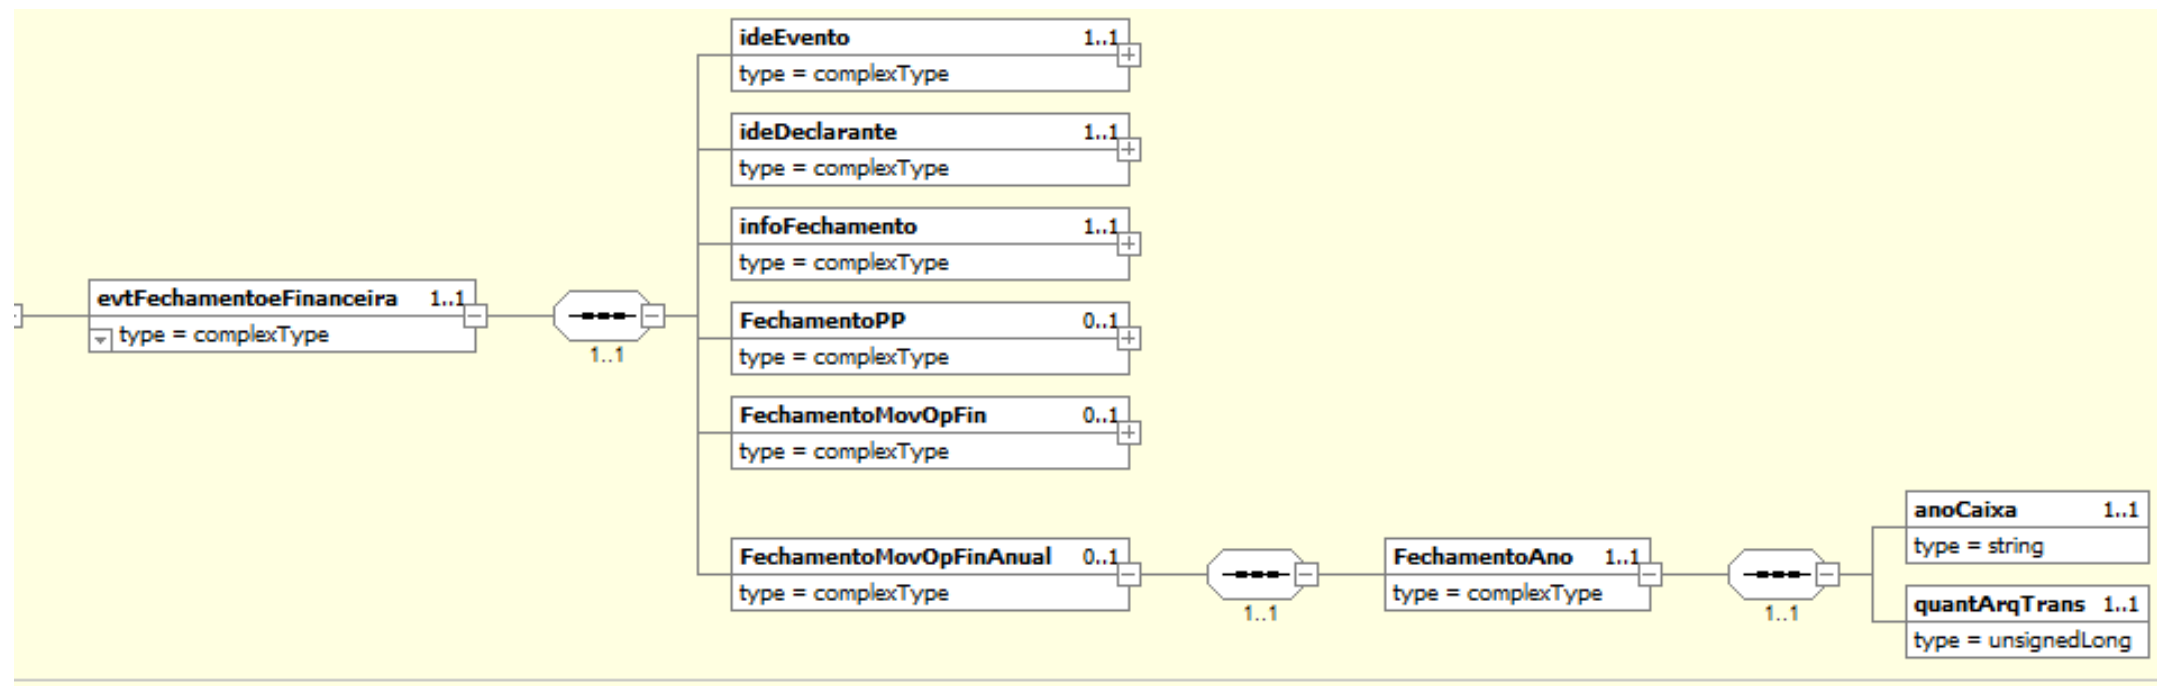 ideEvento 1..1
type = complexType
ideDeclarante 1..1
type = complexType
infoFechamento 1..1
type = complexType
evtFechamentoeFinanceira 1..1
type = complexType
1..1
FechamentoPP 0..1
type = complexType
FechamentoMovOpFin 0..1
type = complexType
FechamentoMovOpFinAnual 0..1
type = complexType
1..1
FechamentoAno 1..1
type = complexType
1..1
anoCaixa 1..1
type = string
quantArqTrans 1..1
type = unsignedLong